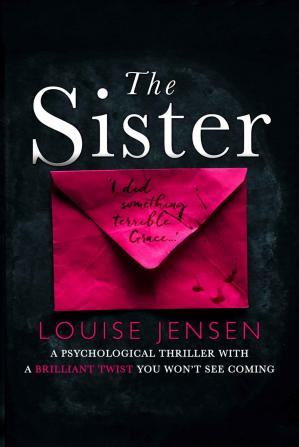 The
Sister
'I did
something
terrible
Grace...'
LOUISE JENSEN
A PSYCHOLOGICAL THRILLER WITH
A BRILLIANT TWIST YOU WON'T SEE COMING